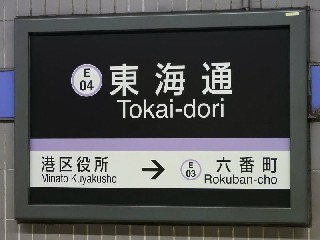 E
04
東海通
Tokai-dori
港区役所 → E 03 六番町
Minato Kuyakusho Rokuban-cho